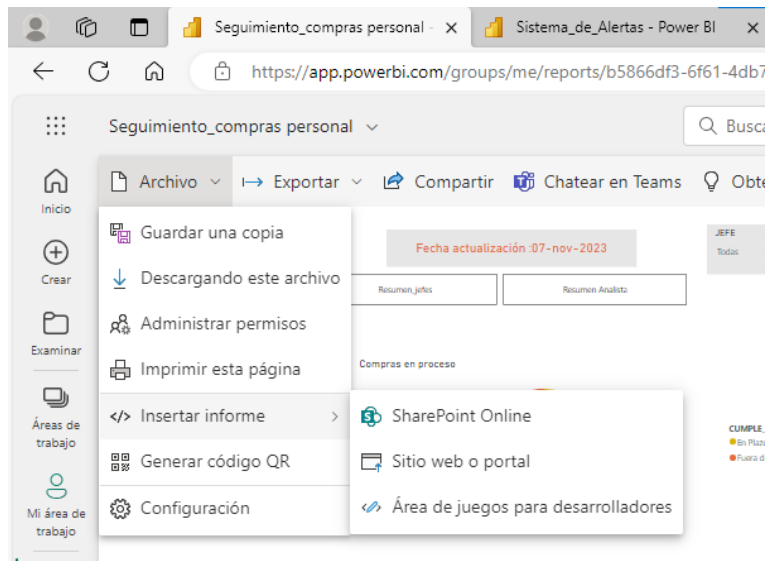 Seguimiento_compras personal -
Sistema_de_Alertas - Power BI
https://app.powerbi.com/groups/me/reports/b5866df3-6f61-4db7
Seguimiento_compras personal
Busca
Archivo
Exportar
Compartir
Chatear en Teams
Obte
Inicio
Crear
Examinar
Áreas de
trabajo
Mi área de
trabajo
Guardar una copia
Descargando este archivo
Administrar permisos
Imprimir esta página
Insertar informe
Generar código QR
Configuración
SharePoint Online
Sitio web o portal
Área de juegos para desarrolladores
Fecha actualización :07-nov-2023
JEFE
Todas
Resumen_jefes
Resumen Analista
Compras en proceso
CUMPLE_
En Plazo
Fuera d